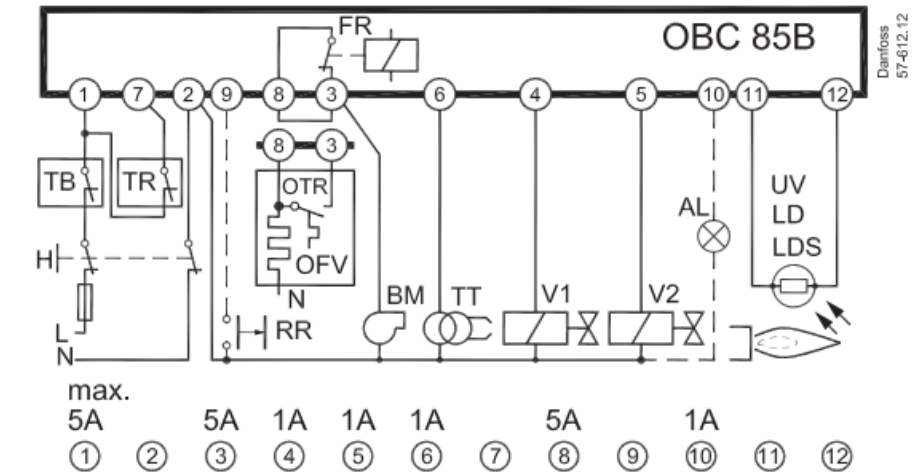 FR
OBC 85B
Danfoss
57-612.12
1 7 2 9 8 3 6 4 5 10 11 12
8 3
TB TR OTR
UV
AL LD
LDS
H OFV
N BM TT V1 V2
RR
L
N
max.
5A 5A 1A 1A 1A 5A 1A
1 2 3 4 5 6 7 8 9 10 11 12